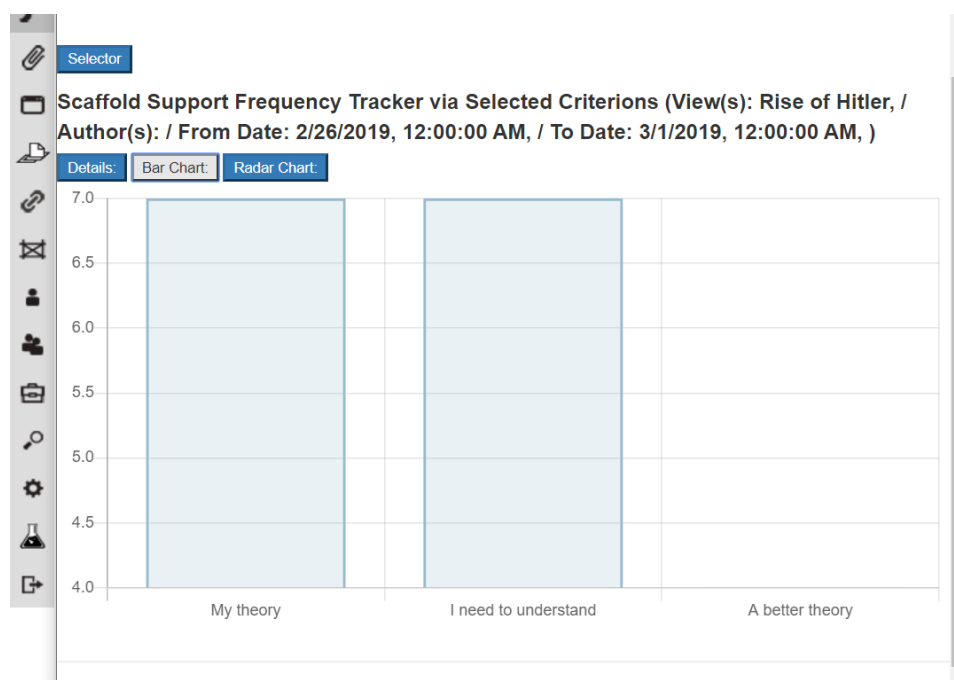 Selector
Scaffold Support Frequency Tracker via Selected Criterions (View(s): Rise of Hitler, /
Author(s): / From Date: 2/26/2019, 12:00:00 AM, / To Date: 3/1/2019, 12:00:00 AM, )
Details: Bar Chart: Radar Chart:
7.0
6.5
6.0
5.5
5.0
4.5
4.0
My theory I need to understand A better theory